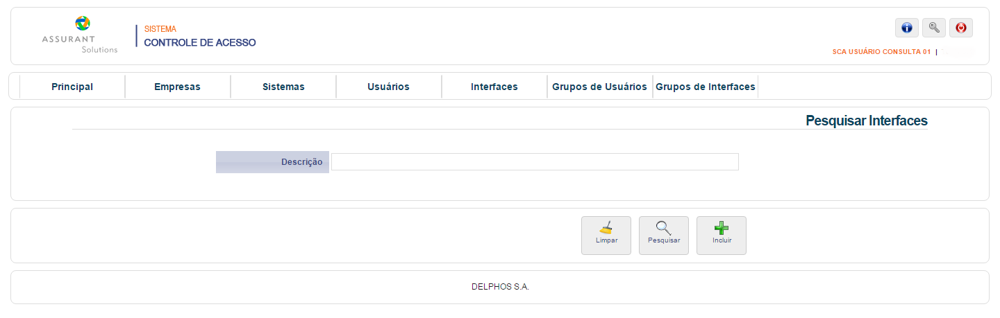 ASSURANT
Solutions
SISTEMA
CONTROLE DE ACESSO
SCA USUÁRIO CONSULTA 01 |
Principal Empresas Sistemas Usuários Interfaces Grupos de Usuários Grupos de Interfaces
Pesquisar Interfaces
Descrição
Limpar Pesquisar Incluir
DELPHOS S.A.